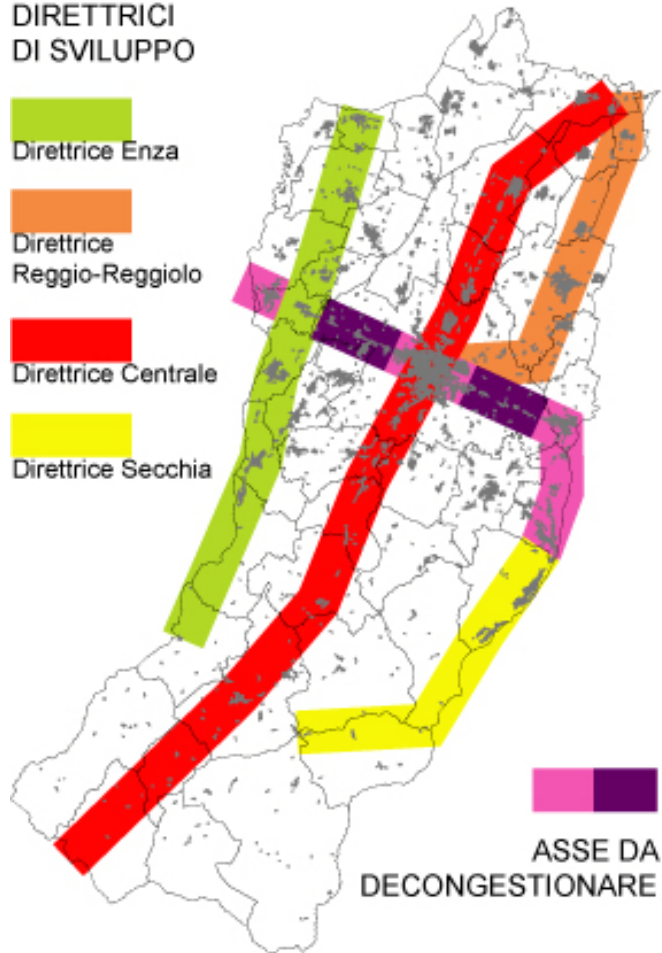 DIRETTRICI
DI SVILUPPO
Direttrice Enza
Direttrice
Reggio-Reggiolo
Direttrice Centrale
Direttrice Secchia
ASSE DA
DECONGESTIONARE